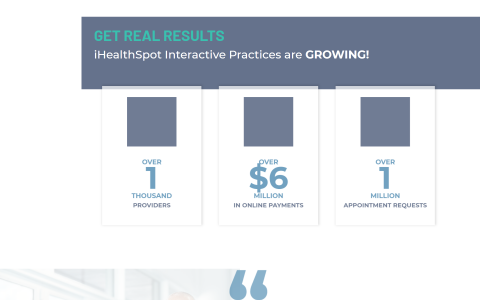 GET REAL RESULTS
iHealthSpot Interactive Practices are GROWING!
OVER
1
THOUSAND
PROVIDERS
OVER
$6
MILLION
IN ONLINE PAYMENTS
OVER
1
MILLION
APPOINTMENT REQUESTS
“